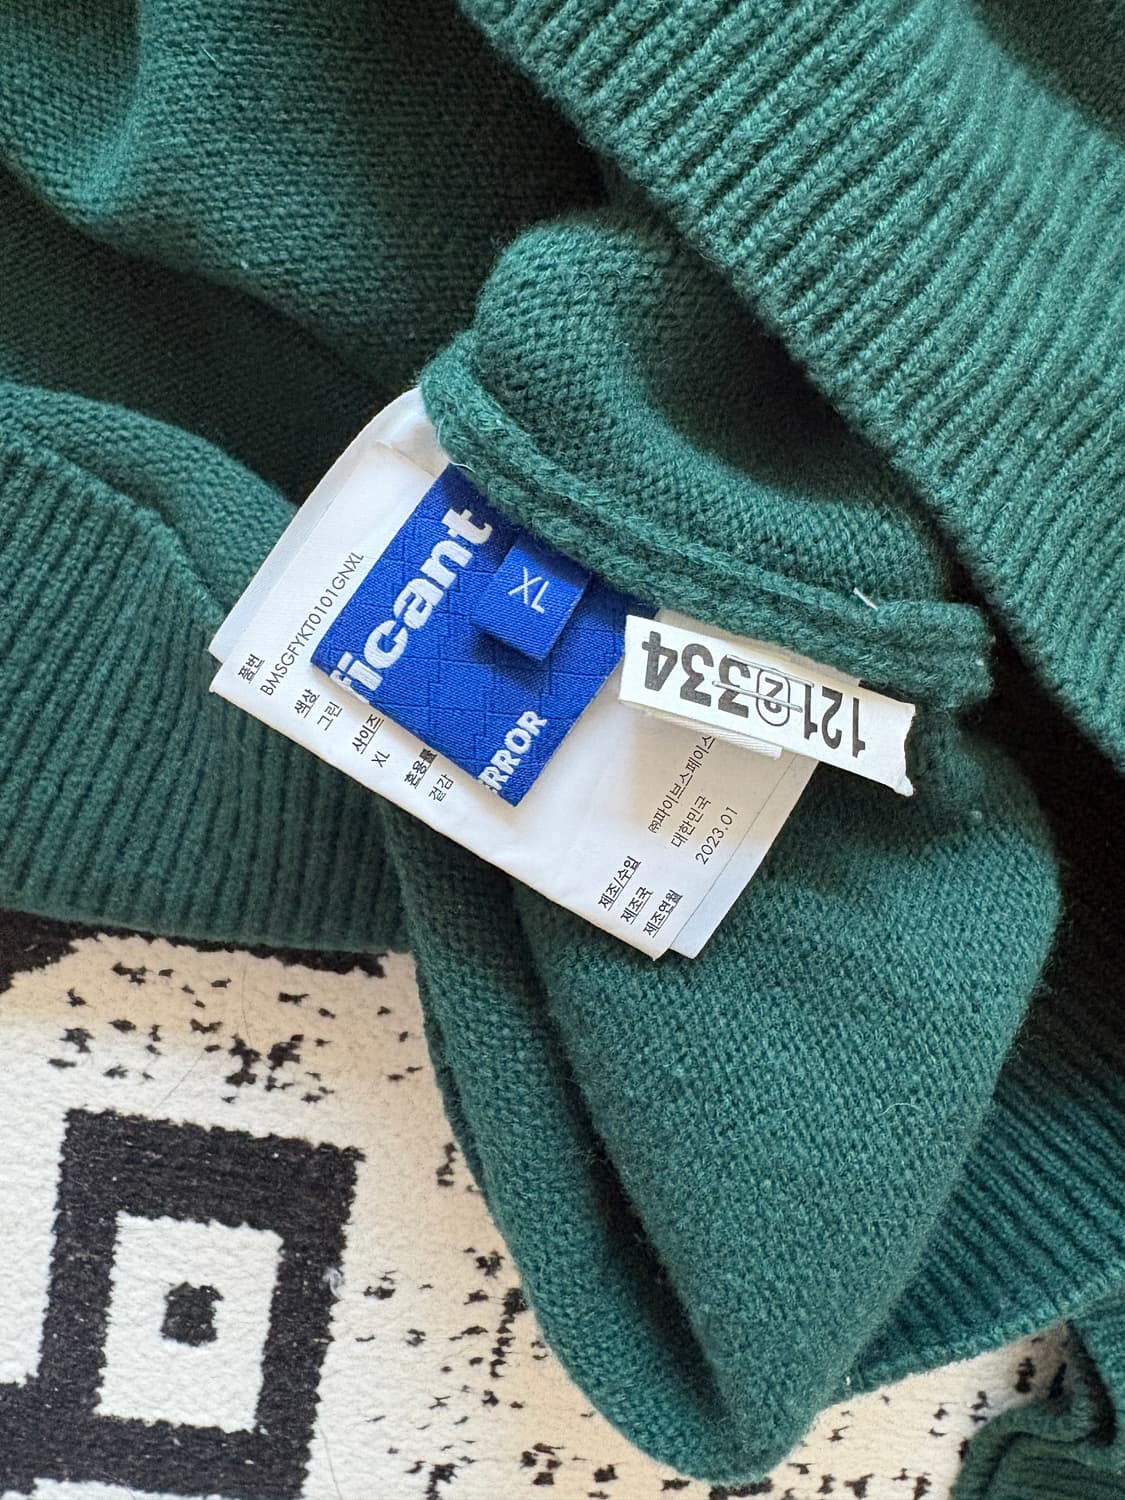 품번
BMSGFYKT0101GNXL
색상
그린
사이즈
XL
혼용률
겉감
ficant
XL
ERROR
121②334
㈜파이브스페이스
대한민국
2023.01
제조/수입
제조국
제조연월